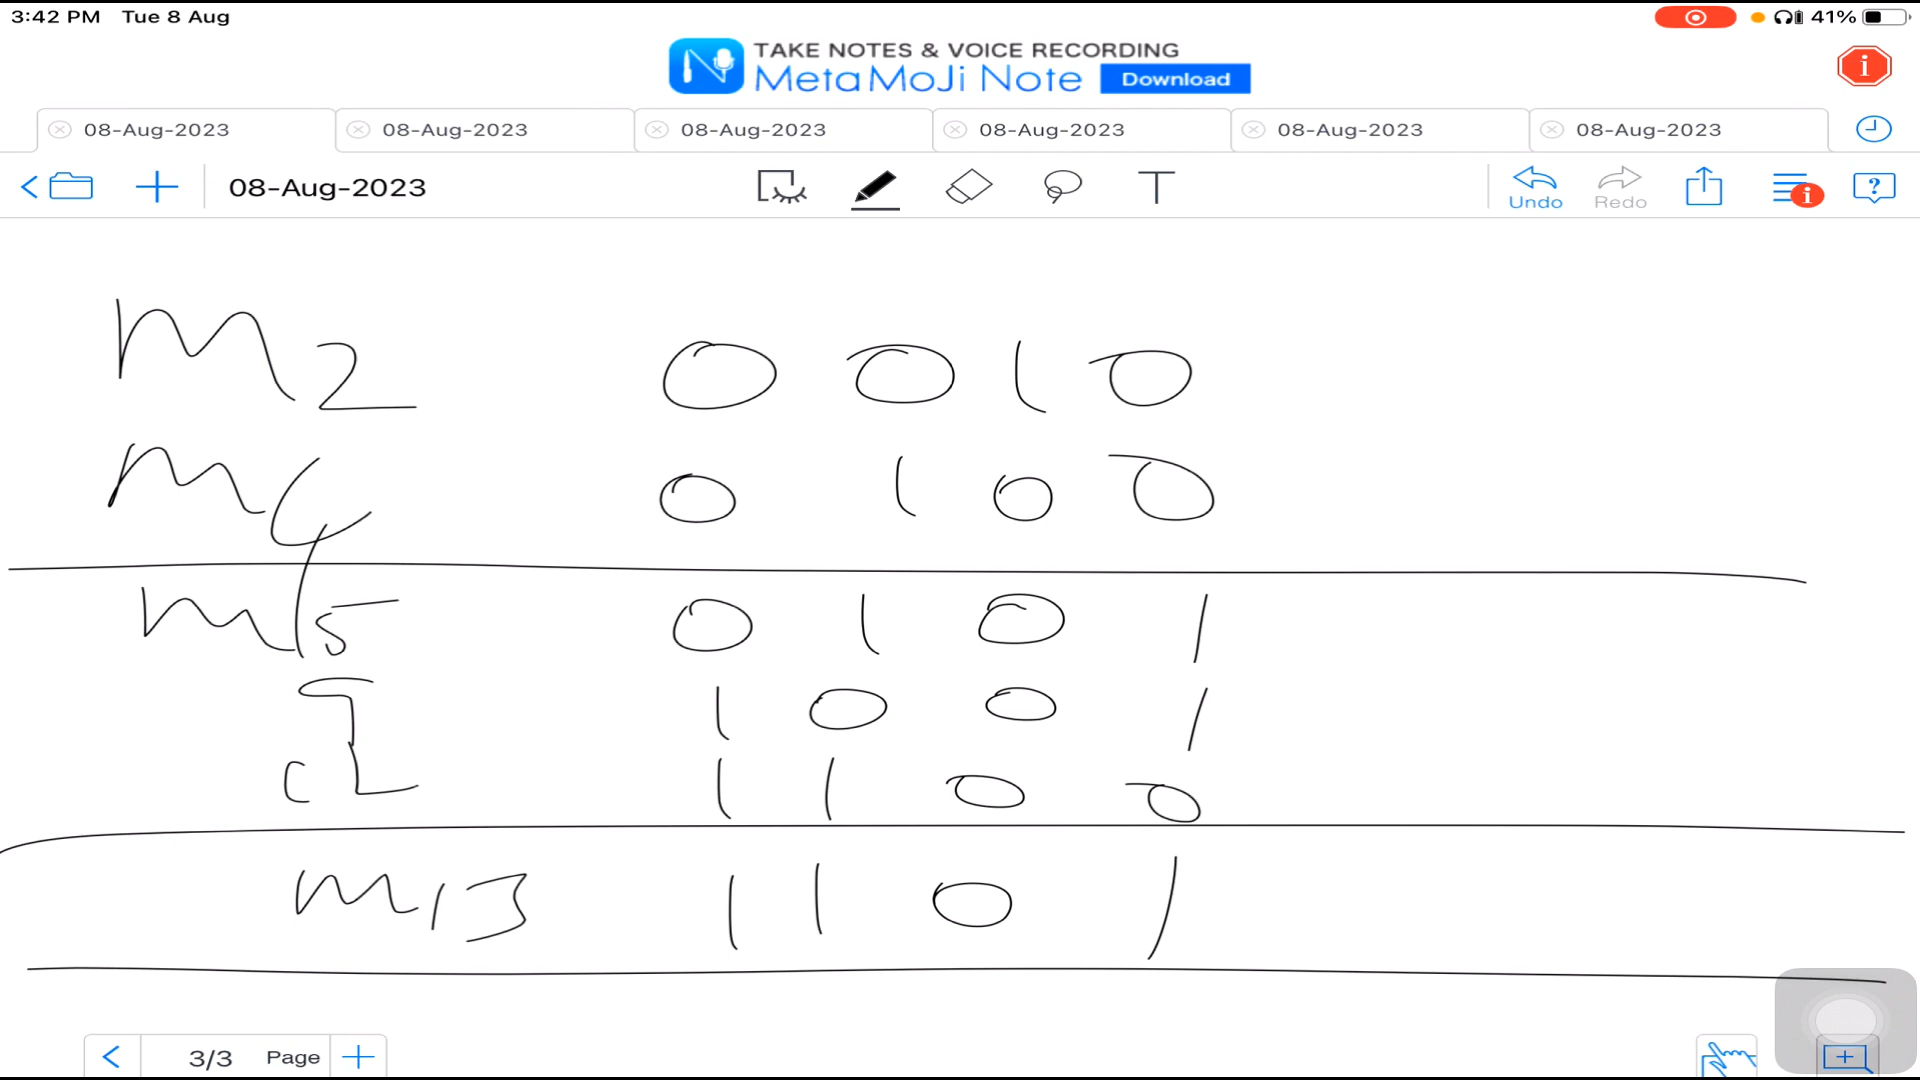 3:42 PM Tue 8 Aug 41%
TAKE NOTES & VOICE RECORDING
MetaMoJi Note Download
08-Aug-2023 08-Aug-2023 08-Aug-2023 08-Aug-2023 08-Aug-2023 08-Aug-2023
08-Aug-2023 T Undo Redo
m2 0 0 1 0
m4 0 1 0 0
m5 0 1 0 1
9 1 0 0 1
12 1 1 0 0
m13 1 1 0 1
3/3 Page